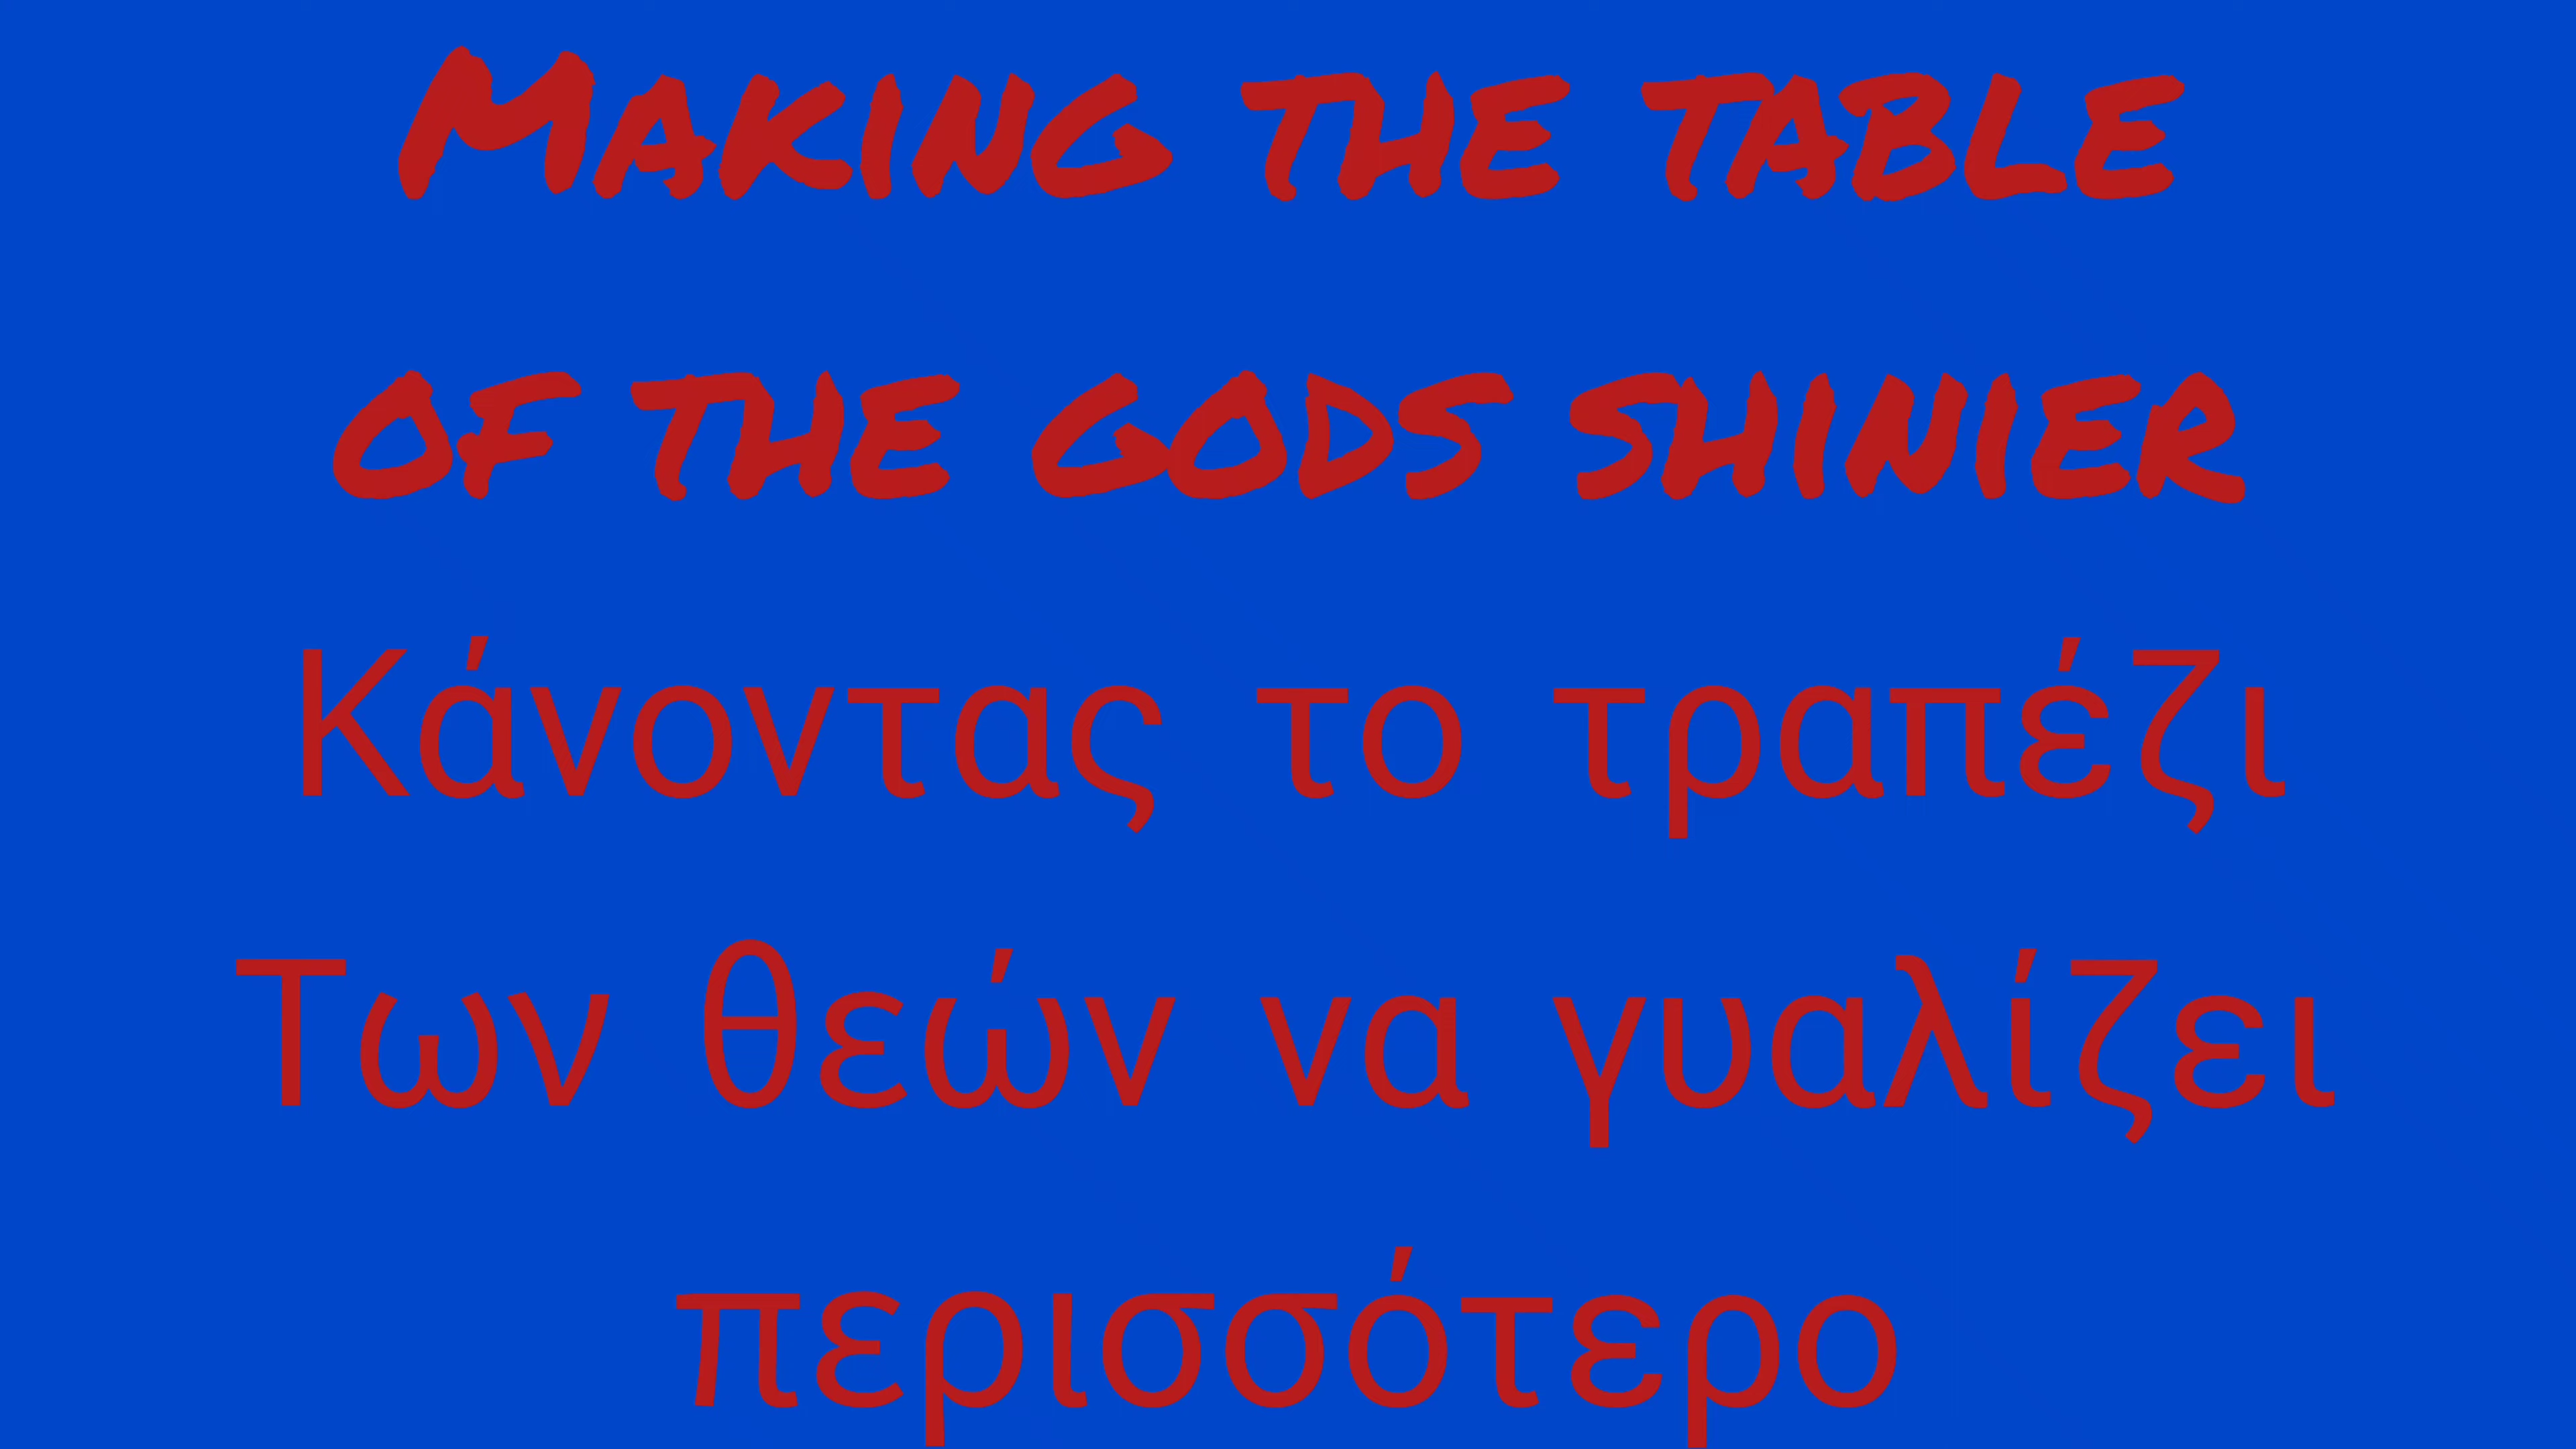 Making the table
of the gods shinier
Κάνοντας το τραπέζι
Των θεών να γυαλίζει
περισσότερο